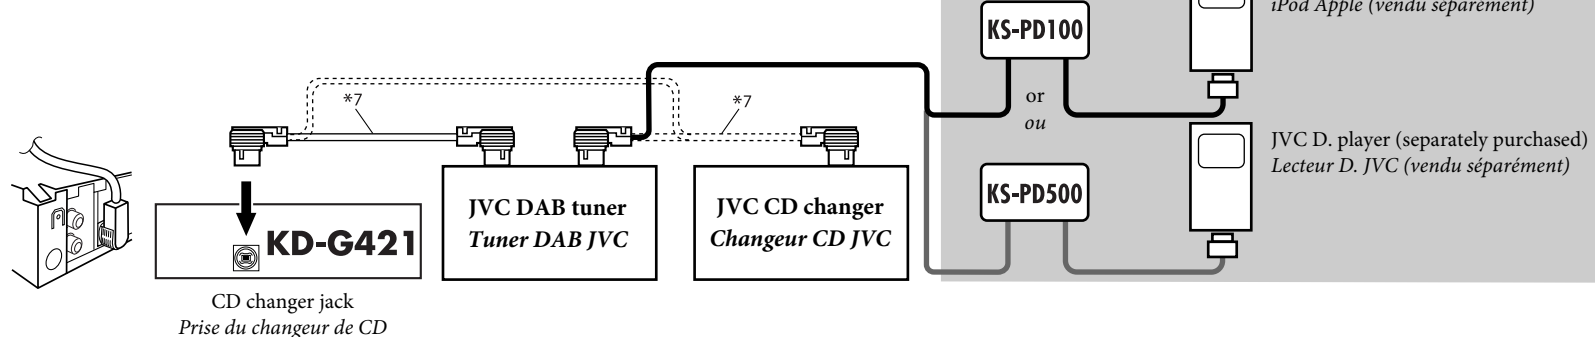 iPod Apple (vendu séparément)
KS-PD100
*7
*7
or
ou
JVC D. player (separately purchased)
Lecteur D. JVC (vendu séparément)
KS-PD500
JVC DAB tuner
Tuner DAB JVC
JVC CD changer
Changeur CD JVC
KD-G421
CD changer jack
Prise du changeur de CD